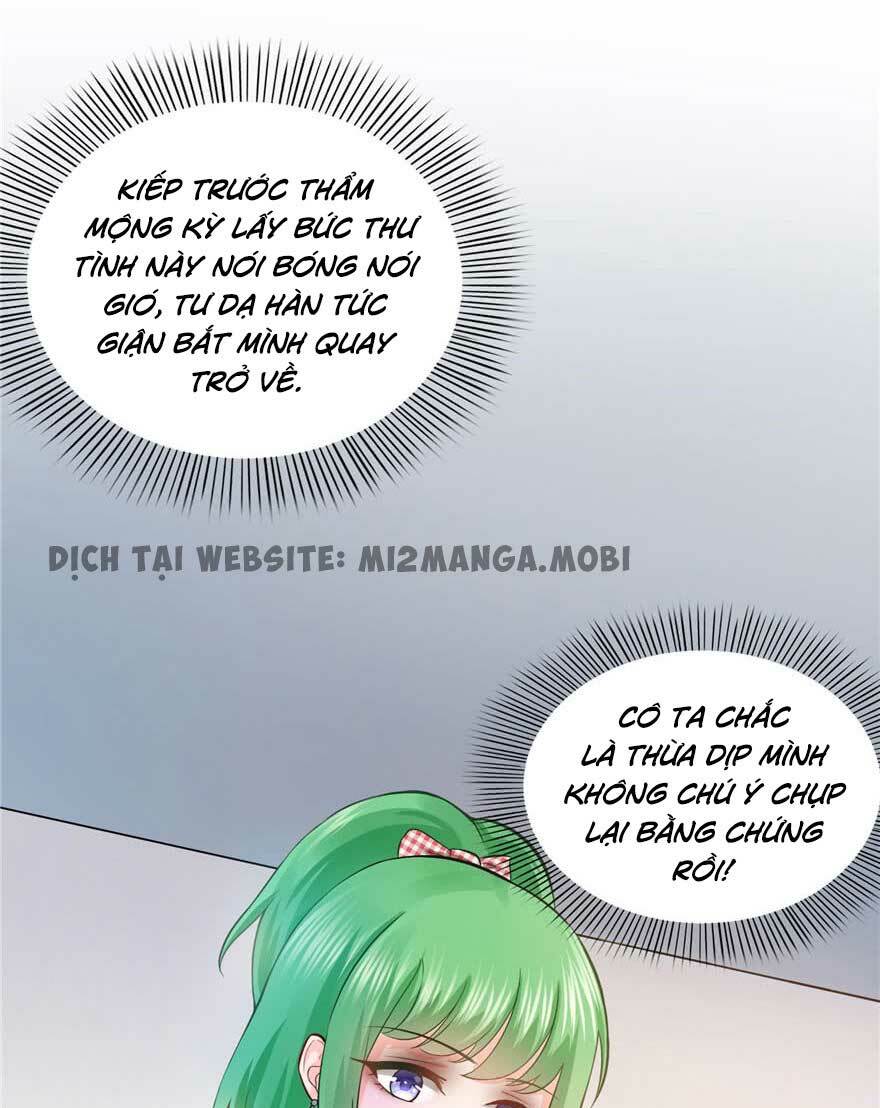 KIẾP TRƯỚC THẨM
MỘNG KỲ LẤY BỨC THƯ
TÌNH NÀY NÓI BÓNG NÓI
GIÓ, TƯ DẠ HÀN TỨC
GIẬN BẮT MÌNH QUAY
TRỞ VỀ.
DỊCH TẠI WEBSITE: MI2MANGA.MOBI
CÔ TA CHẮC
LÀ THỪA DỊP MÌNH
KHÔNG CHÚ Ý CHỤP
LẠI BẰNG CHỨNG
RỒI!